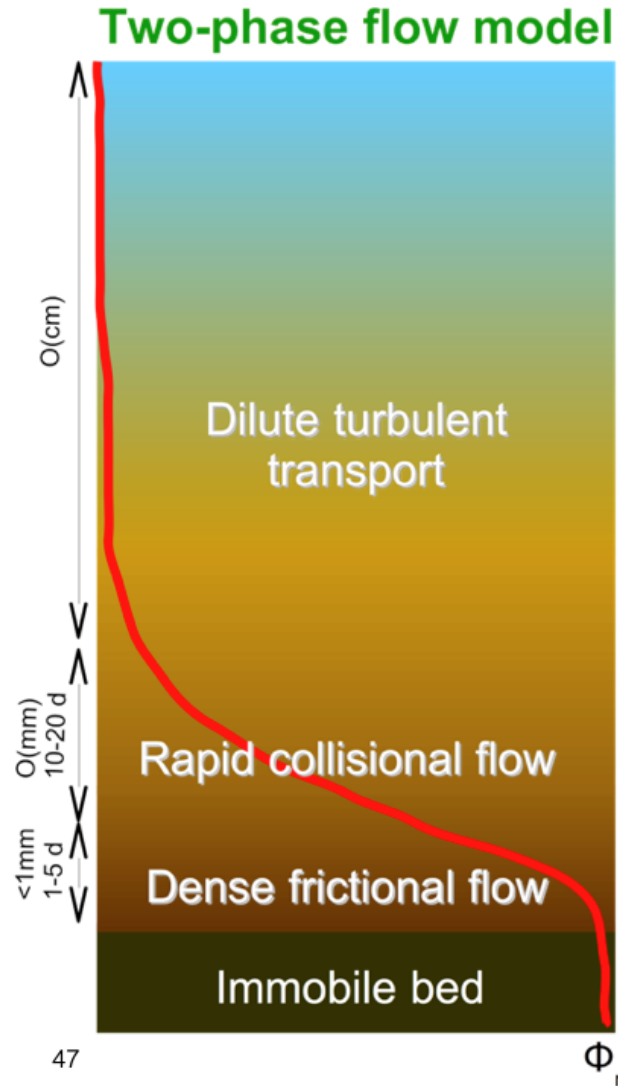 Two-phase flow model
O(cm)
Dilute turbulent
transport
O(mm)
10-20 d
Rapid collisional flow
<1mm
1-5 d
Dense frictional flow
Immobile bed
47
Φ